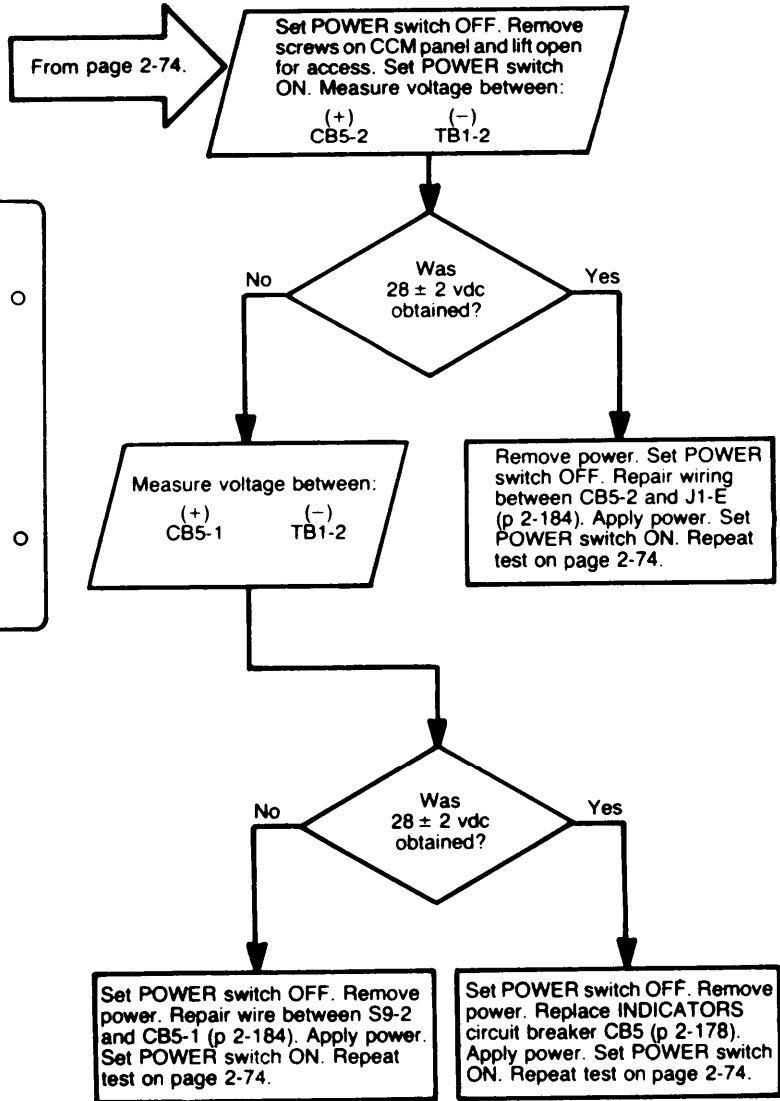 From page 2-74.
Set POWER switch OFF. Remove
screws on CCM panel and lift open
for access. Set POWER switch
ON. Measure voltage between:
(+) (−)
CB5-2 TB1-2
Was
28 ± 2 vdc
obtained?
No
Yes
Measure voltage between:
(+) (−)
CB5-1 TB1-2
Remove power. Set POWER
switch OFF. Repair wiring
between CB5-2 and J1-E
(p 2-184). Apply power. Set
POWER switch ON. Repeat
test on page 2-74.
Was
28 ± 2 vdc
obtained?
No
Yes
Set POWER switch OFF. Remove
power. Repair wire between S9-2
and CB5-1 (p 2-184). Apply power.
Set POWER switch ON. Repeat
test on page 2-74.
Set POWER switch OFF. Remove
power. Replace INDICATORS
circuit breaker CB5 (p 2-178).
Apply power. Set POWER switch
ON. Repeat test on page 2-74.